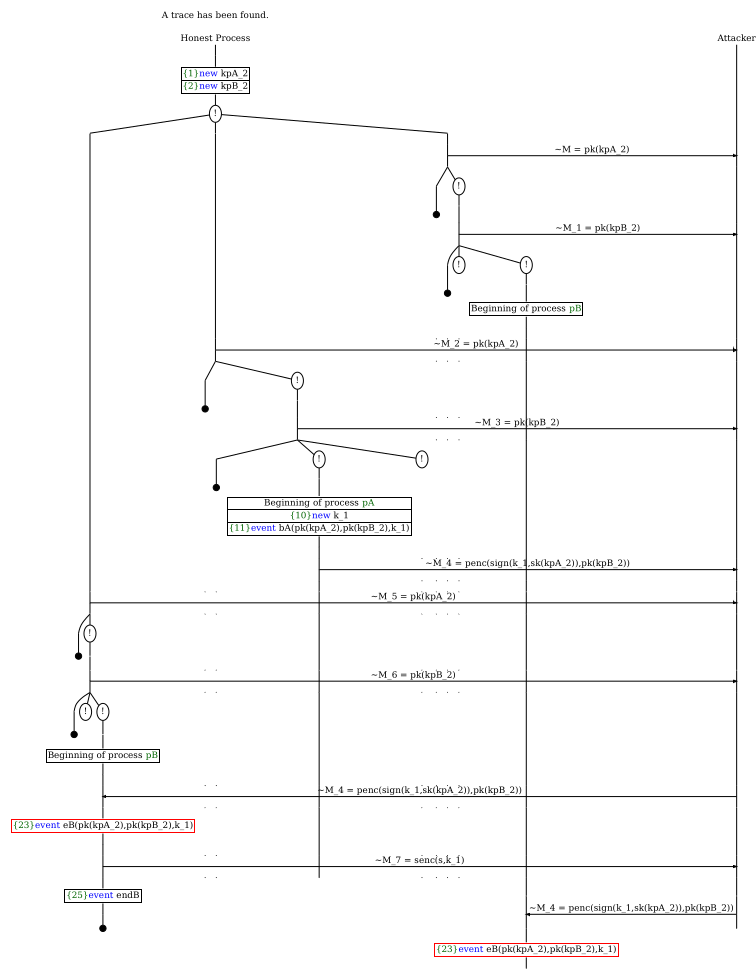 A trace has been found.
Honest Process
Attacker
{1}new kpA_2
{2}new kpB_2
!
~M = pk(kpA_2)
!
~M_1 = pk(kpB_2)
!
!
Beginning of process pB
~M_2 = pk(kpA_2)
!
~M_3 = pk(kpB_2)
!
!
Beginning of process pA
{10}new k_1
{11}event bA(pk(kpA_2),pk(kpB_2),k_1)
~M_4 = penc(sign(k_1,sk(kpA_2)),pk(kpB_2))
~M_5 = pk(kpA_2)
!
~M_6 = pk(kpB_2)
!
!
Beginning of process pB
~M_4 = penc(sign(k_1,sk(kpA_2)),pk(kpB_2))
{23}event eB(pk(kpA_2),pk(kpB_2),k_1)
~M_7 = senc(s,k_1)
{25}event endB
~M_4 = penc(sign(k_1,sk(kpA_2)),pk(kpB_2))
{23}event eB(pk(kpA_2),pk(kpB_2),k_1)